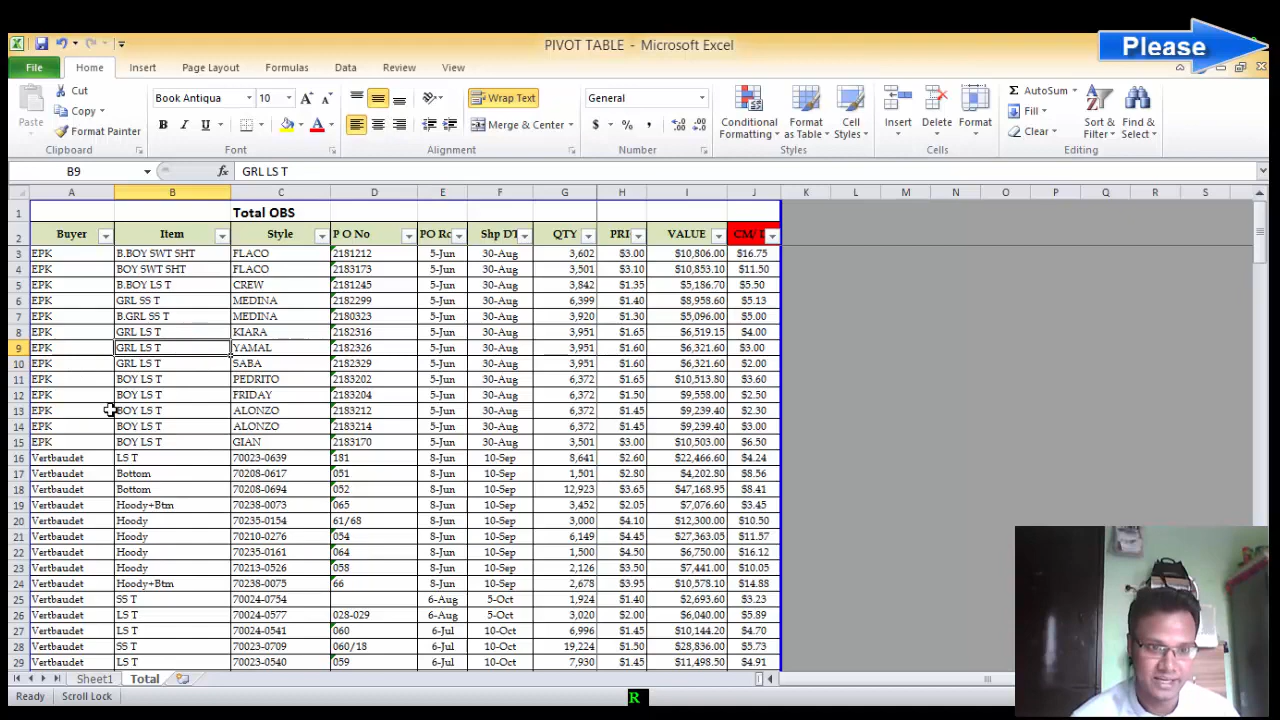 PIVOT TABLE - Microsoft Excel
Please
File Home Insert Page Layout Formulas Data Review View
Paste Cut Copy Format Painter Clipboard
Book Antiqua 10 A A B I U A Font
Wrap Text Merge & Center Alignment
General $ % , Number
Conditional Formatting Format as Table Cell Styles Styles
Insert Delete Format Cells
Σ AutoSum Fill Clear Sort & Filter Find & Select Editing
B9 fx GRL LS T
A B C D E F G H I J K L M N O P Q R S
1 Total OBS
2 Buyer Item Style P O No PO Shp DT QTY PRI VALUE CM/
3 EPK B.BOY SWT SHT FLACO 2181212 5-Jun 30-Aug 3,602 $3.00 $10,806.00 $16.75
4 EPK BOY SWT SHT FLACO 2183173 5-Jun 30-Aug 3,501 $3.10 $10,853.10 $11.50
5 EPK B.BOY LS T CREW 2181245 5-Jun 30-Aug 3,842 $1.35 $5,186.70 $5.50
6 EPK GRL SS T MEDINA 2182299 5-Jun 30-Aug 6,399 $1.40 $8,958.60 $5.13
7 EPK B.GRL SS T MEDINA 2180323 5-Jun 30-Aug 3,920 $1.30 $5,096.00 $5.00
8 EPK GRL LS T KIARA 2182316 5-Jun 30-Aug 3,951 $1.65 $6,519.15 $4.00
9 EPK GRL LS T YAMAL 2182326 5-Jun 30-Aug 3,951 $1.60 $6,321.60 $3.00
10 EPK GRL LS T SABA 2182329 5-Jun 30-Aug 3,951 $1.60 $6,321.60 $2.00
11 EPK BOY LS T PEDRITO 2183202 5-Jun 30-Aug 6,372 $1.65 $10,513.80 $3.60
12 EPK BOY LS T FRIDAY 2183204 5-Jun 30-Aug 6,372 $1.50 $9,558.00 $2.50
13 EPK BOY LS T ALONZO 2183212 5-Jun 30-Aug 6,372 $1.45 $9,239.40 $2.30
14 EPK BOY LS T ALONZO 2183214 5-Jun 30-Aug 6,372 $1.45 $9,239.40 $3.00
15 EPK BOY LS T GIAN 2183170 5-Jun 30-Aug 3,501 $3.00 $10,503.00 $6.50
16 Vertbaudet LS T 70023-0639 181 8-Jun 10-Sep 8,641 $2.60 $22,466.60 $4.24
17 Vertbaudet Bottom 70208-0617 051 8-Jun 10-Sep 1,501 $2.80 $4,202.80 $8.56
18 Vertbaudet Bottom 70208-0694 052 8-Jun 10-Sep 12,923 $3.65 $47,168.95 $8.41
19 Vertbaudet Hoody+Btm 70238-0073 065 8-Jun 10-Sep 3,452 $2.05 $7,076.60 $3.45
20 Vertbaudet Hoody 70235-0154 61/68 8-Jun 10-Sep 3,000 $4.10 $12,300.00 $10.50
21 Vertbaudet Hoody 70210-0276 054 8-Jun 10-Sep 6,149 $4.45 $27,363.05 $11.57
22 Vertbaudet Hoody 70235-0161 064 8-Jun 10-Sep 1,500 $4.50 $6,750.00 $16.12
23 Vertbaudet Hoody 70213-0526 058 8-Jun 10-Sep 2,126 $3.50 $7,441.00 $10.05
24 Vertbaudet Hoody+Btm 70238-0075 66 8-Jun 10-Sep 2,678 $3.95 $10,578.10 $14.88
25 Vertbaudet SS T 70024-0754 6-Aug 5-Oct 1,924 $1.40 $2,693.60 $3.23
26 Vertbaudet LS T 70024-0577 028-029 6-Aug 5-Oct 3,020 $2.00 $6,040.00 $5.89
27 Vertbaudet LS T 70024-0541 060 6-Jul 10-Oct 6,996 $1.45 $10,144.20 $4.70
28 Vertbaudet SS T 70023-0709 060/18 6-Jul 10-Oct 19,224 $1.50 $28,836.00 $5.73
29 Vertbaudet LS T 70023-0540 059 6-Jul 10-Oct 7,930 $1.45 $11,498.50 $4.91
Sheet1 Total
Ready Scroll Lock
R